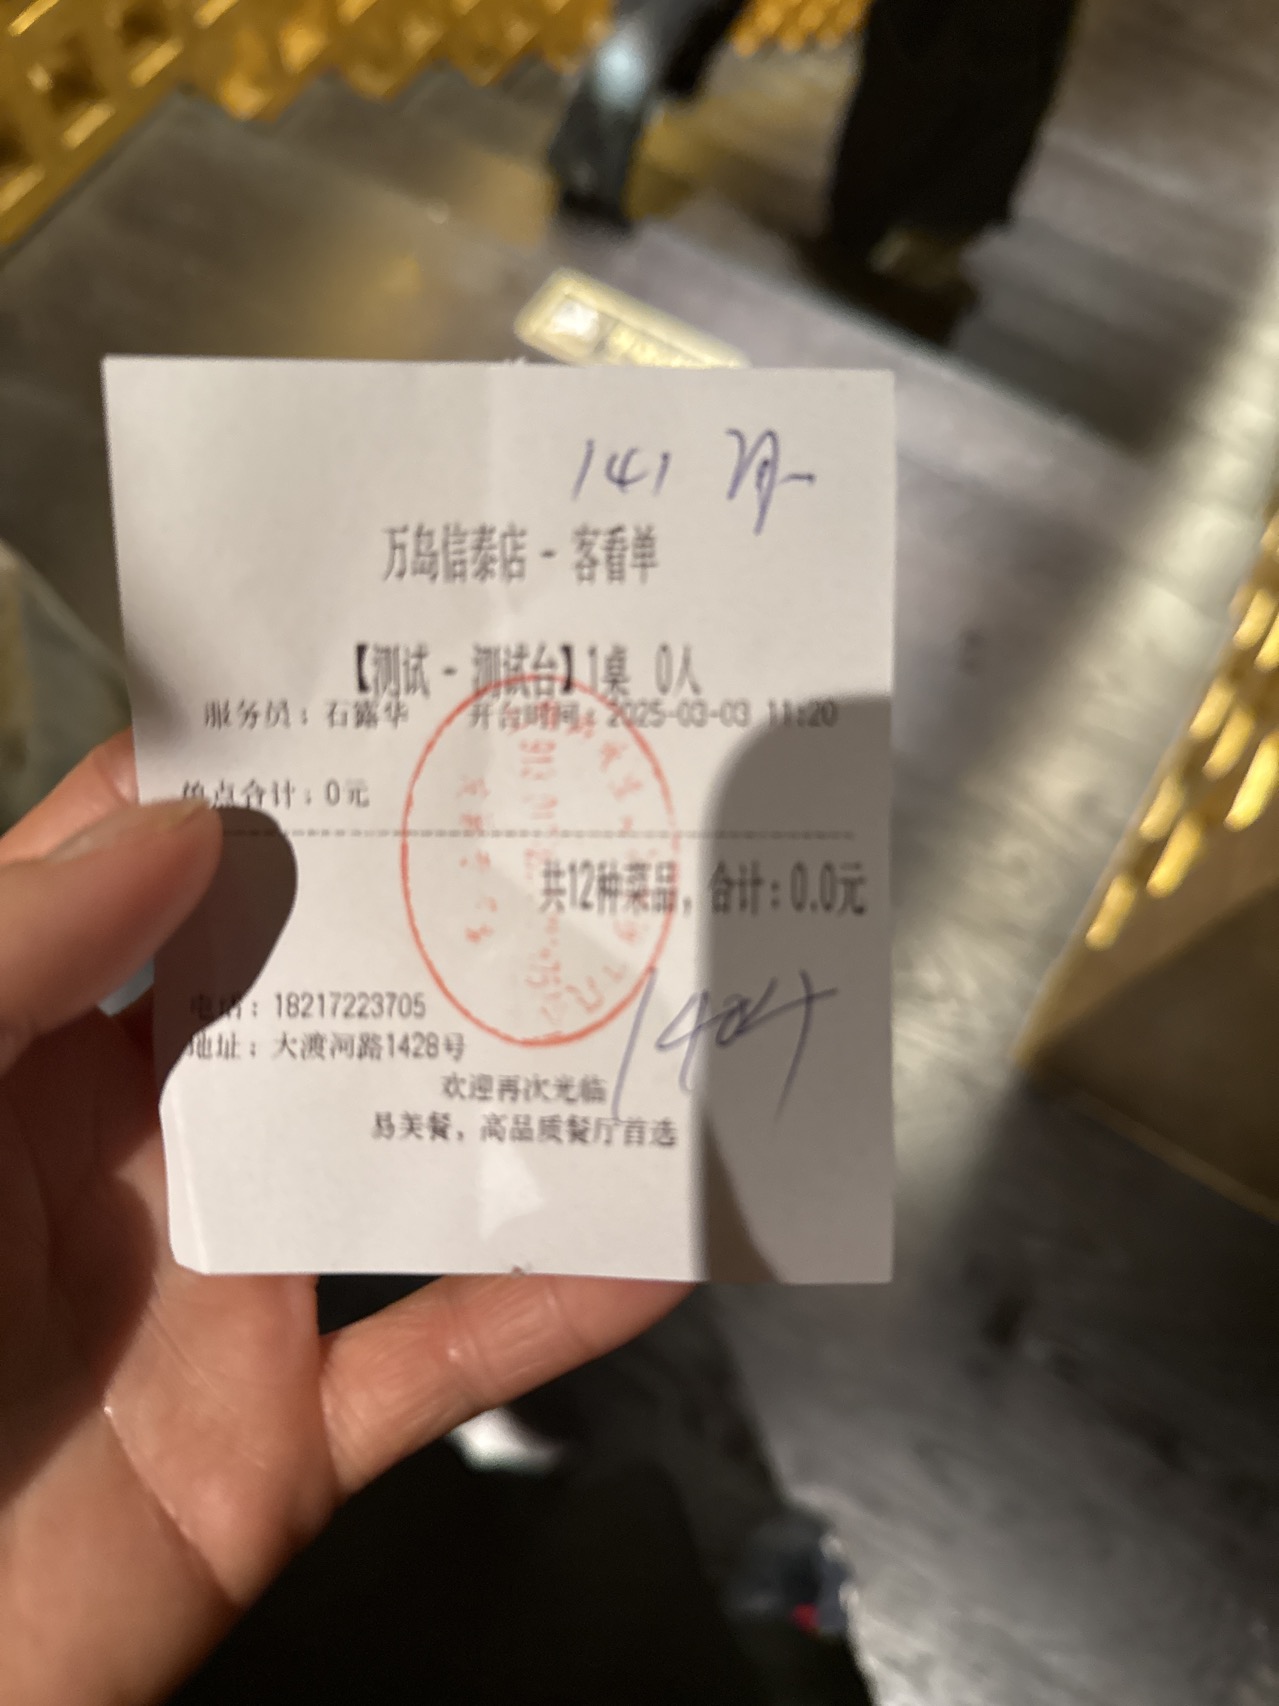 141
万岛信泰店 - 客看单
【测试 - 测试台】1桌 0人
服务员：石露华 开台时间：2025-03-03 11:20
点合计：0元
共12种菜品，合计：0.0元
电话：18217223705
地址：大渡河路1428号
1404
欢迎再次光临
易美餐，高品质餐厅首选